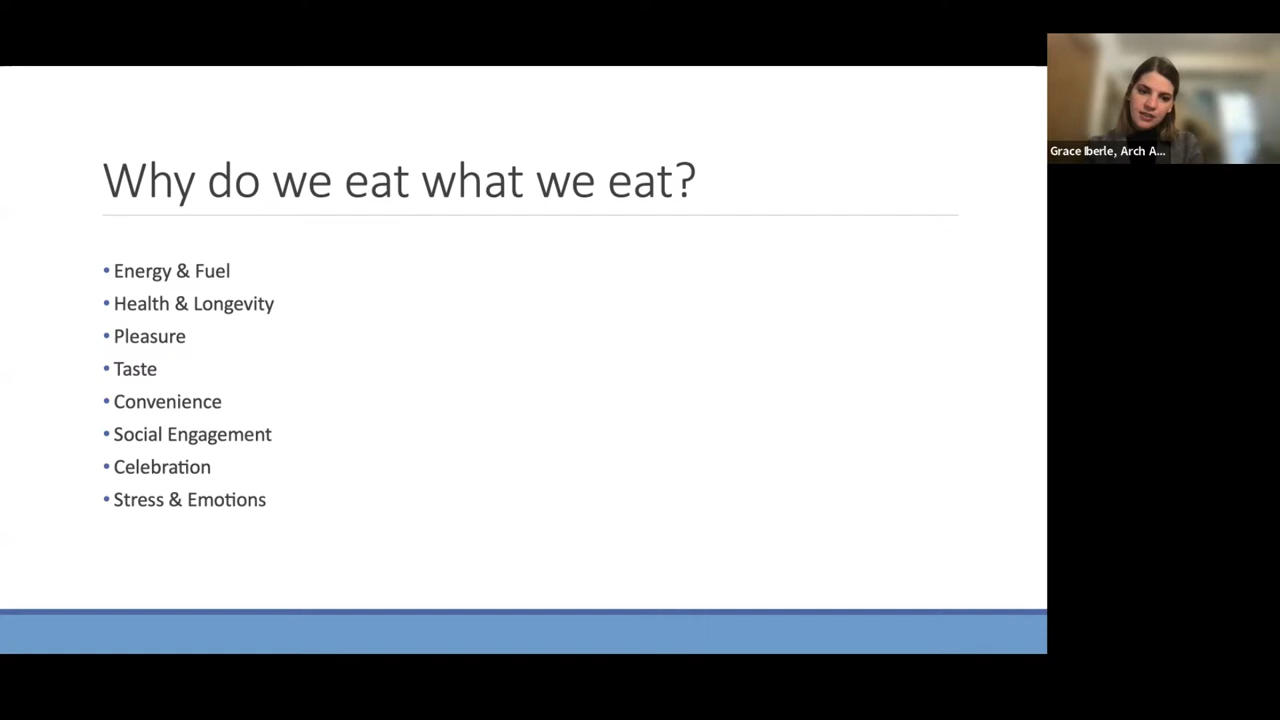 Why do we eat what we eat?
• Energy & Fuel
• Health & Longevity
• Pleasure
• Taste
• Convenience
• Social Engagement
• Celebration
• Stress & Emotions
Grace Iberle, Arch A...